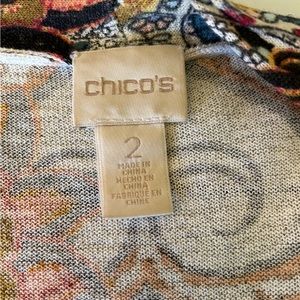 chico's
2
MADE IN
CHINA
HECHO EN
CHINA
FABRIQUÉ EN
CHINE